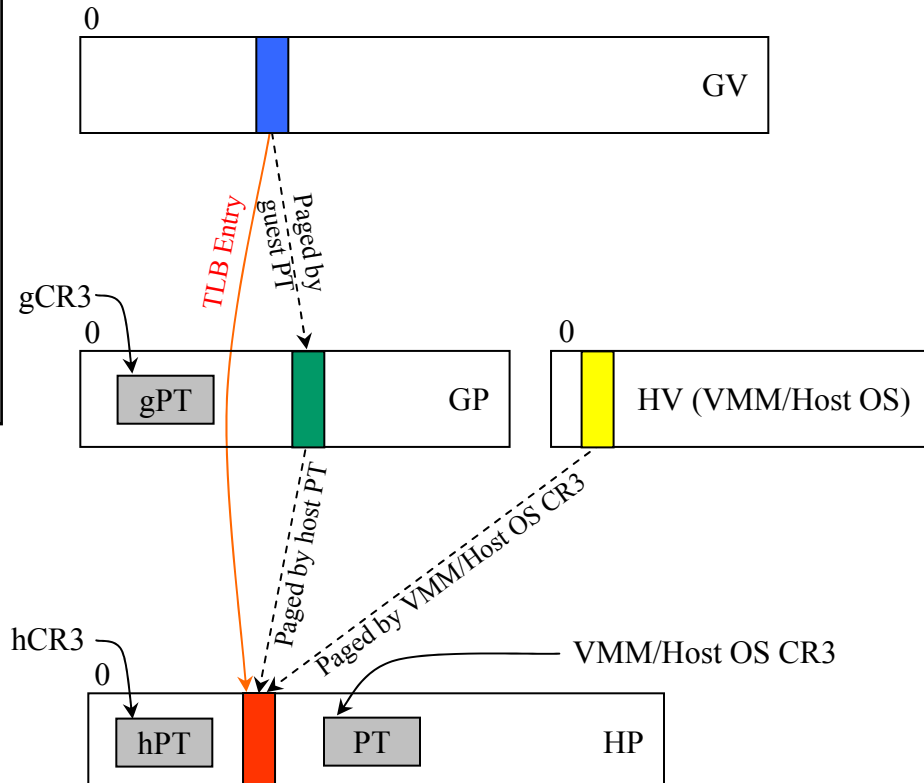 0
GV
Paged by
guest PT
TLB Entry
gCR3
0
0
gPT
GP
HV (VMM/Host OS)
Paged by host PT
Paged by VMM/Host OS CR3
hCR3
VMM/Host OS CR3
0
hPT
PT
HP